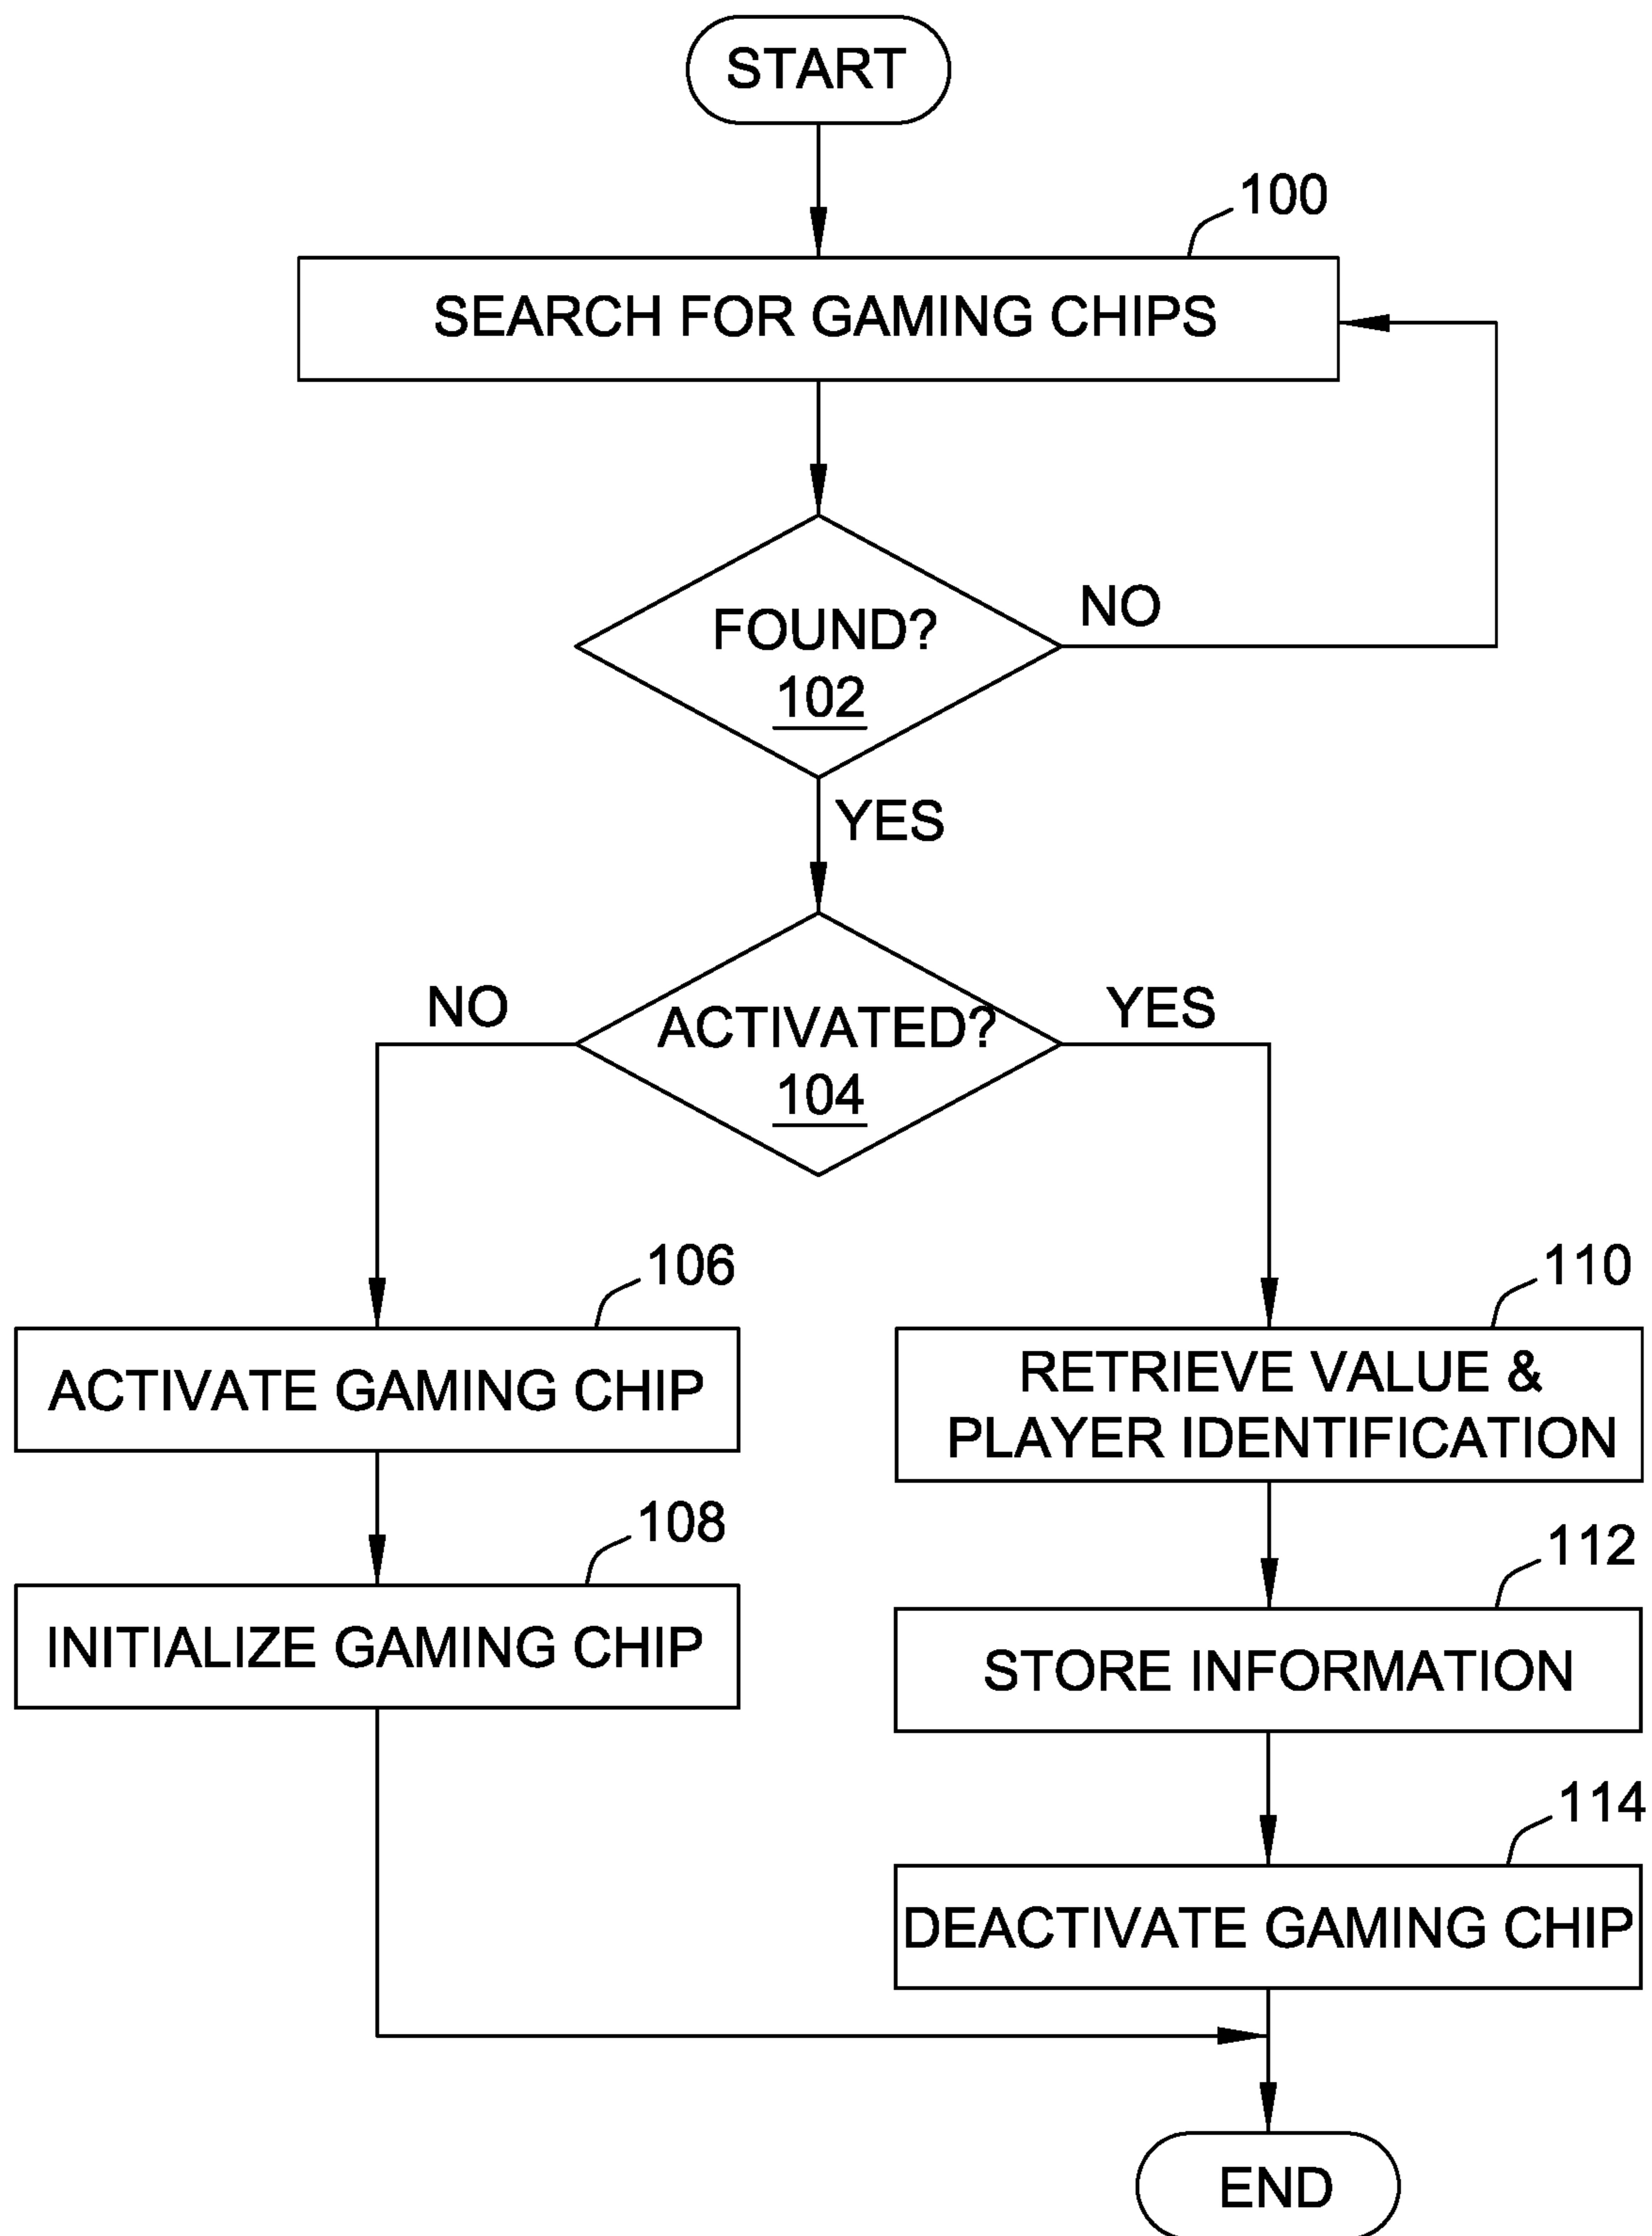 START
100
SEARCH FOR GAMING CHIPS
FOUND?
102
NO
YES
ACTIVATED?
104
NO
YES
106
ACTIVATE GAMING CHIP
108
INITIALIZE GAMING CHIP
110
RETRIEVE VALUE &
PLAYER IDENTIFICATION
112
STORE INFORMATION
114
DEACTIVATE GAMING CHIP
END